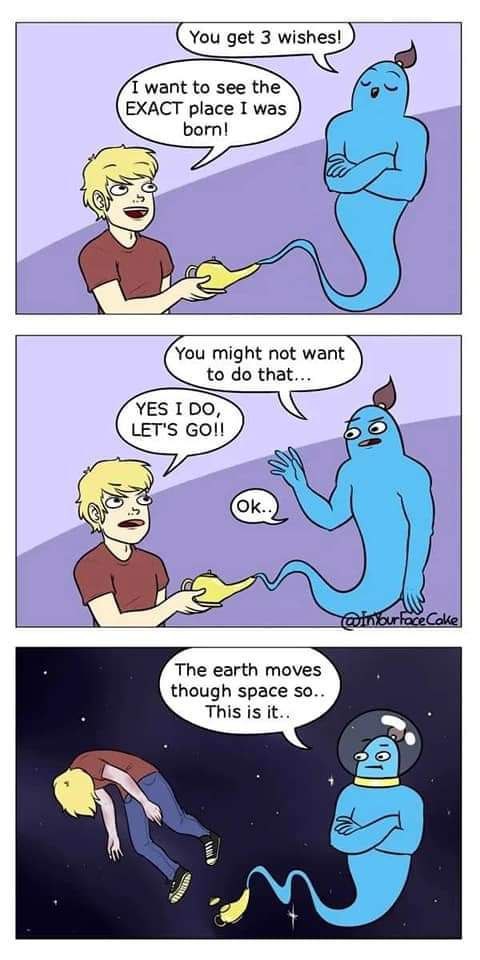 You get 3 wishes!
I want to see the
EXACT place I was
born!
You might not want
to do that...
YES I DO,
LET'S GO!!
Ok..
@InYourFaceCake
The earth moves
though space so..
This is it..